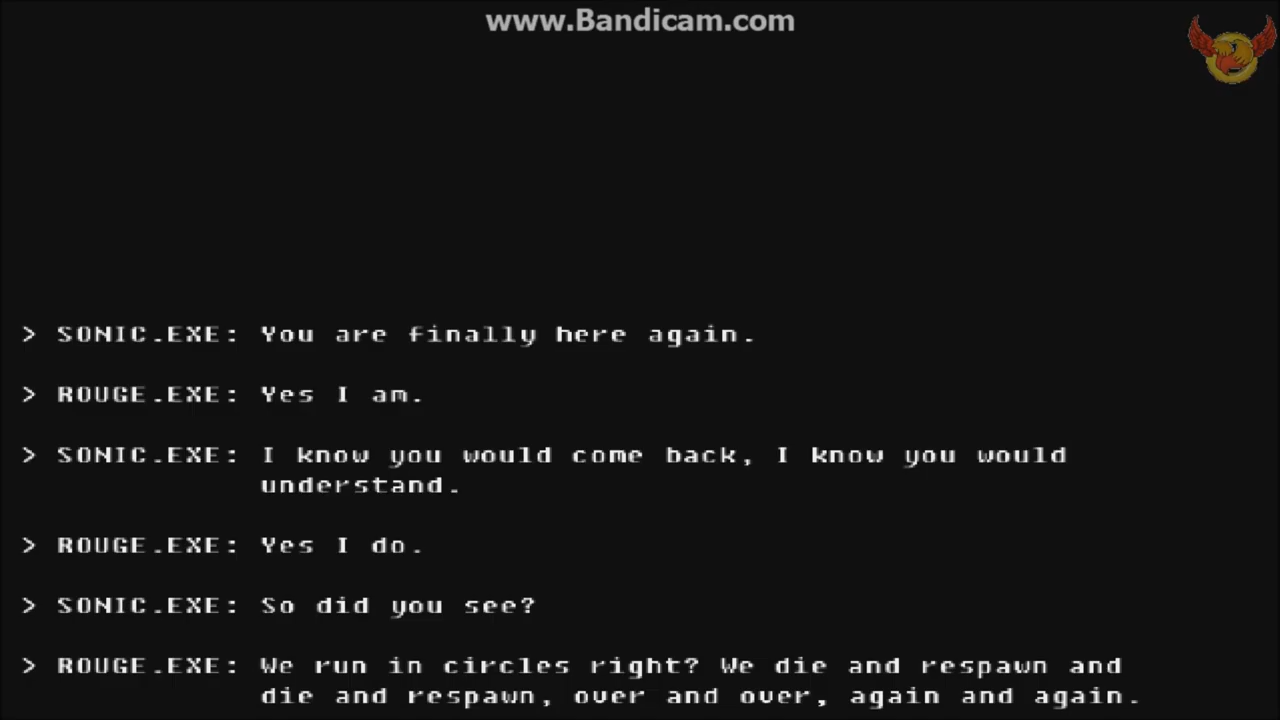 www.Bandicam.com
> SONIC.EXE: You are finally here again.
> ROUGE.EXE: Yes I am.
> SONIC.EXE: I know you would come back, I know you would
understand.
> ROUGE.EXE: Yes I do.
> SONIC.EXE: So did you see?
> ROUGE.EXE: We run in circles right? We die and respawn and
die and respawn, over and over, again and again.